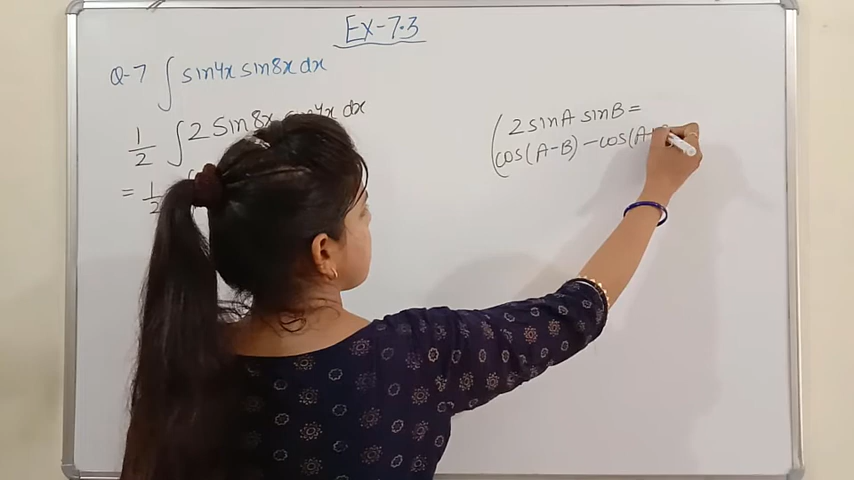 Ex-7.3
Q-7 ∫ sin4x sin8x dx
1/2 ∫ 2 Sin8x sin4x dx
= 1/2
( 2 sinA sinB =
cos(A-B) - cos(A+